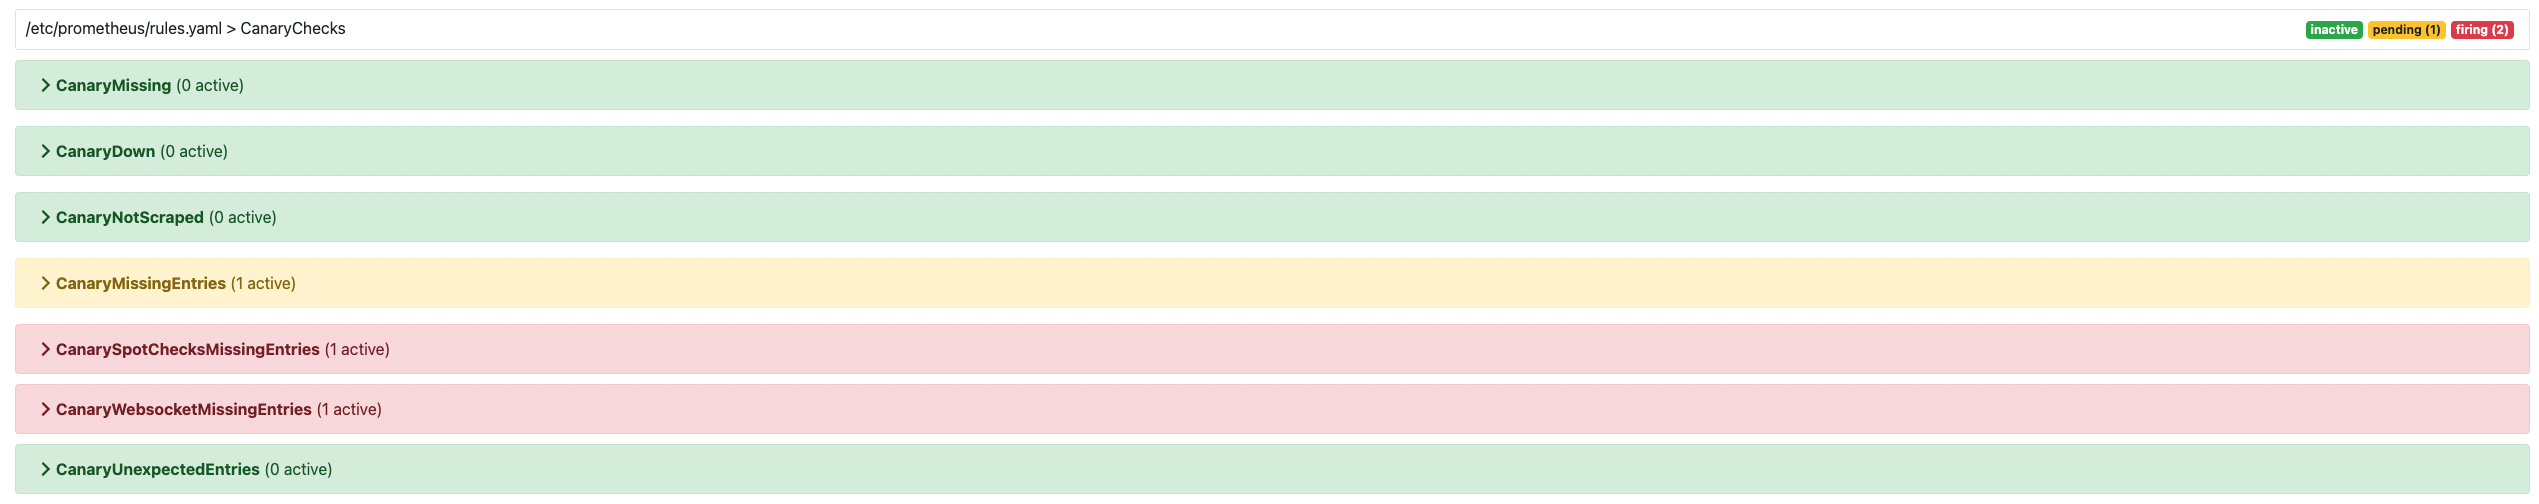 /etc/prometheus/rules.yaml > CanaryChecks inactive pending (1) firing (2)
CanaryMissing (0 active)
CanaryDown (0 active)
CanaryNotScraped (0 active)
CanaryMissingEntries (1 active)
CanarySpotChecksMissingEntries (1 active)
CanaryWebsocketMissingEntries (1 active)
CanaryUnexpectedEntries (0 active)